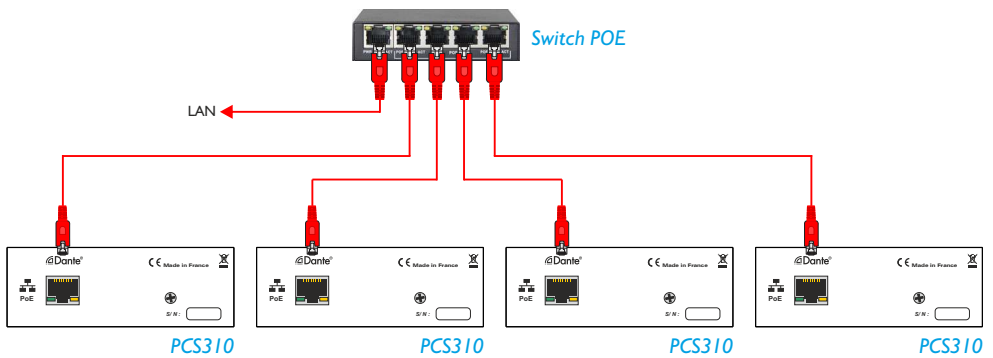 Switch POE
LAN
Dante®
CE Made in France
PoE
S/N :
PCS310
Dante®
CE Made in France
PoE
S/N :
PCS310
Dante®
CE Made in France
PoE
S/N :
PCS310
Dante®
CE Made in France
PoE
S/N :
PCS310